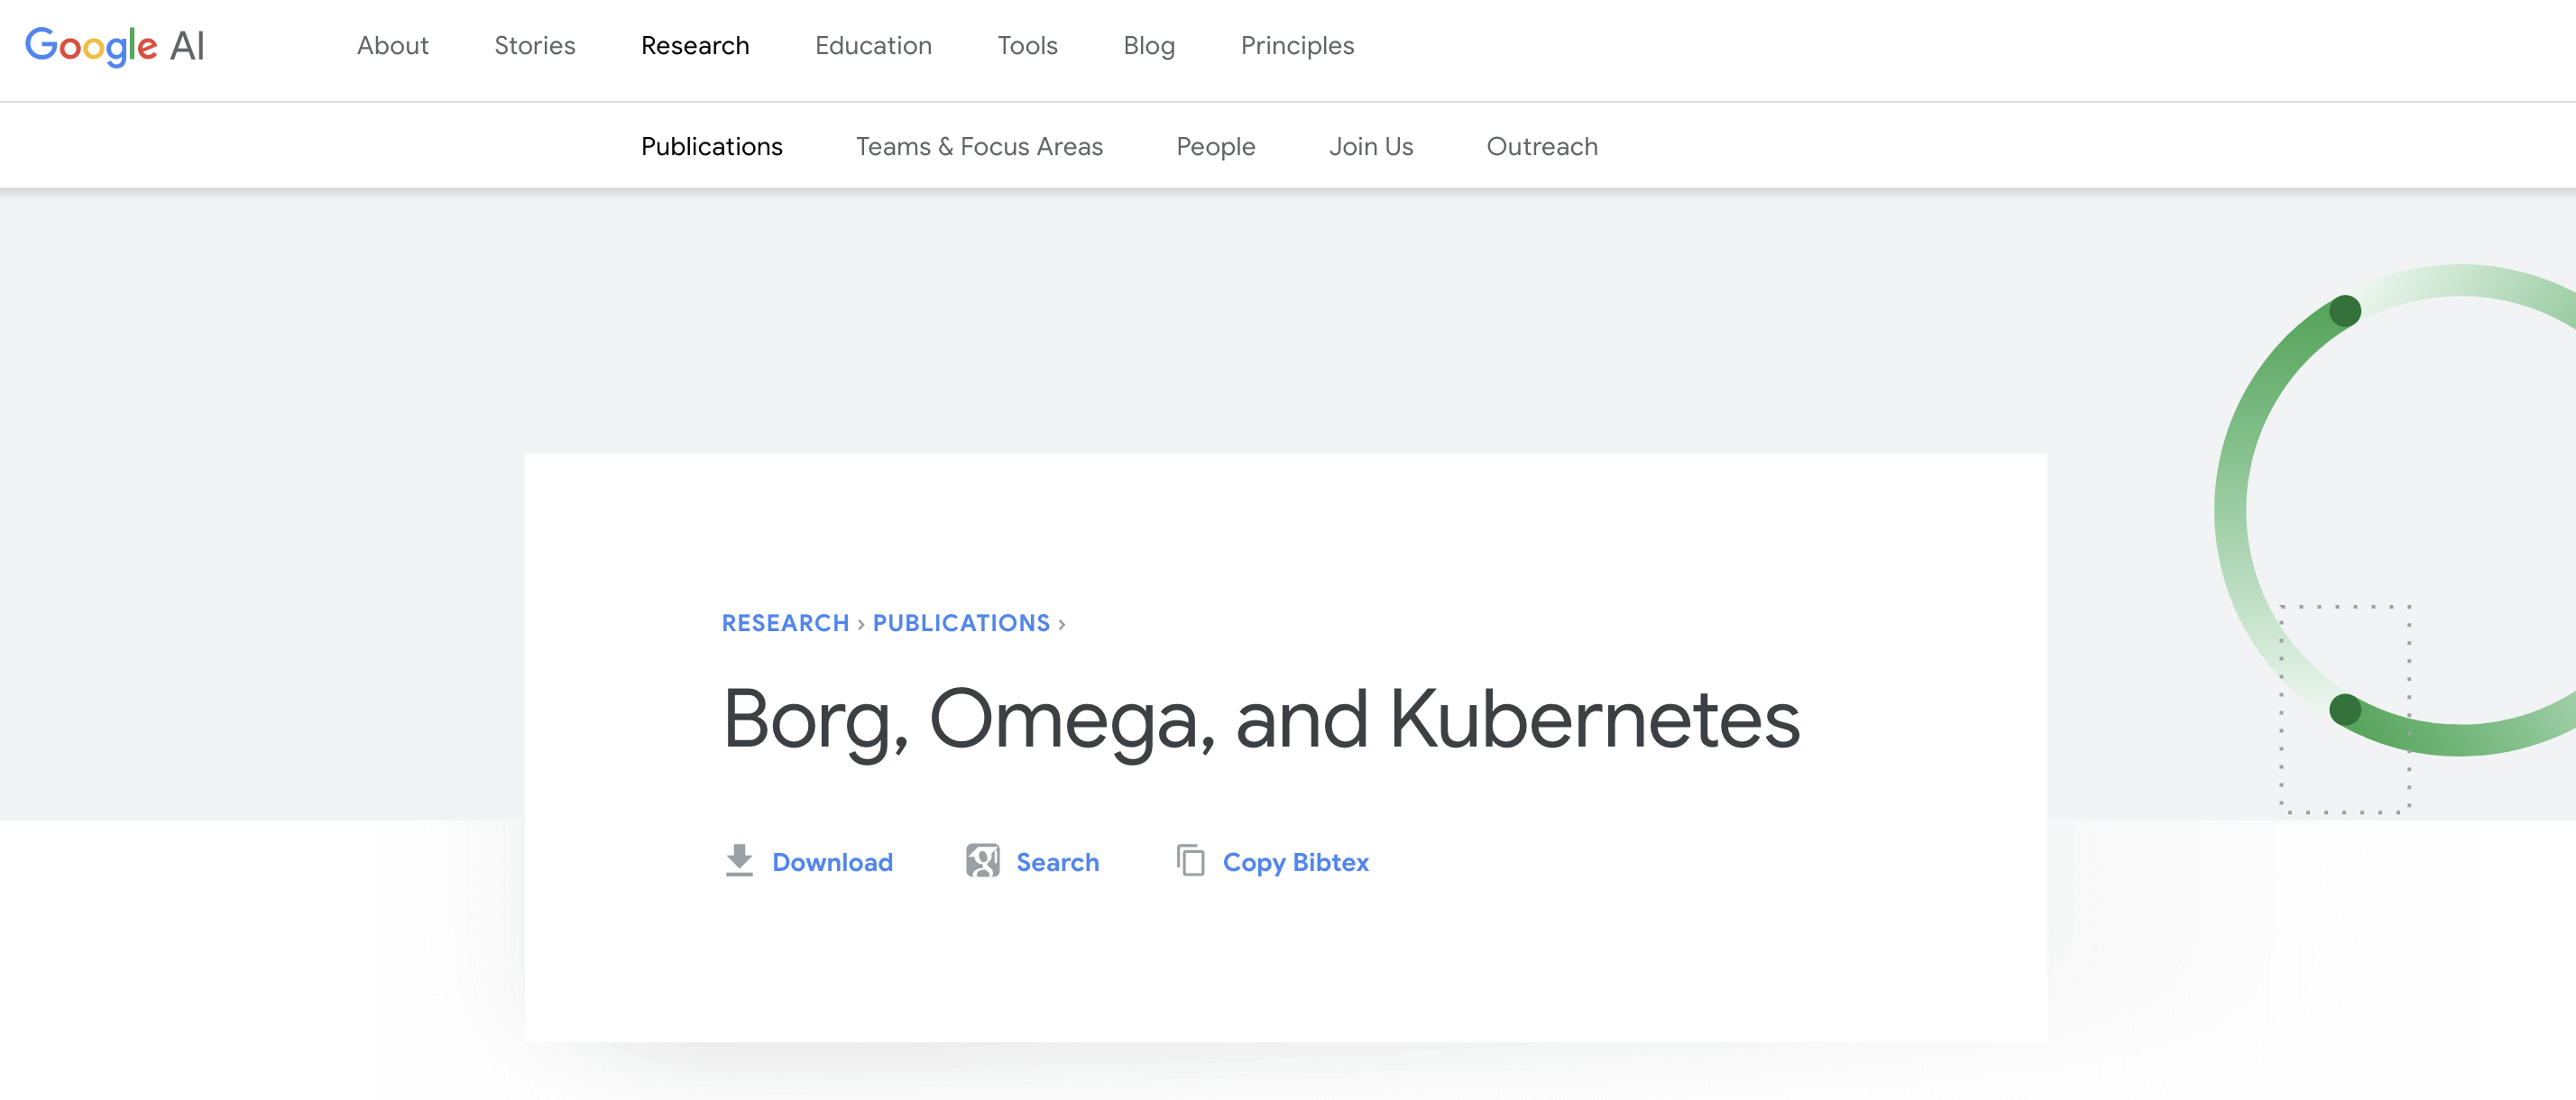 Google AI About Stories Research Education Tools Blog Principles
Publications Teams & Focus Areas People Join Us Outreach
RESEARCH › PUBLICATIONS ›
Borg, Omega, and Kubernetes
Download Search Copy Bibtex